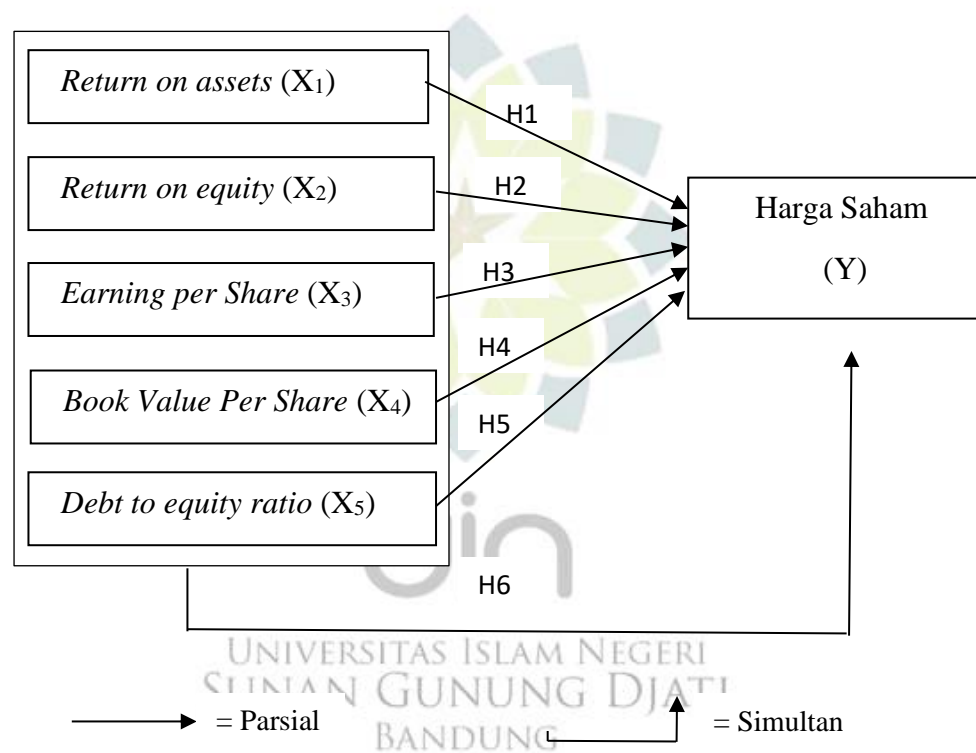 Return on assets (X₁)
H1
Return on equity (X₂)
H2
Harga Saham
(Y)
Earning per Share (X₃)
H3
H4
Book Value Per Share (X₄)
H5
Debt to equity ratio (X₅)
uin
H6
UNIVERSITAS ISLAM NEGERI
SUNAN GUNUNG DJATI
= Parsial
= Simultan
BANDUNG